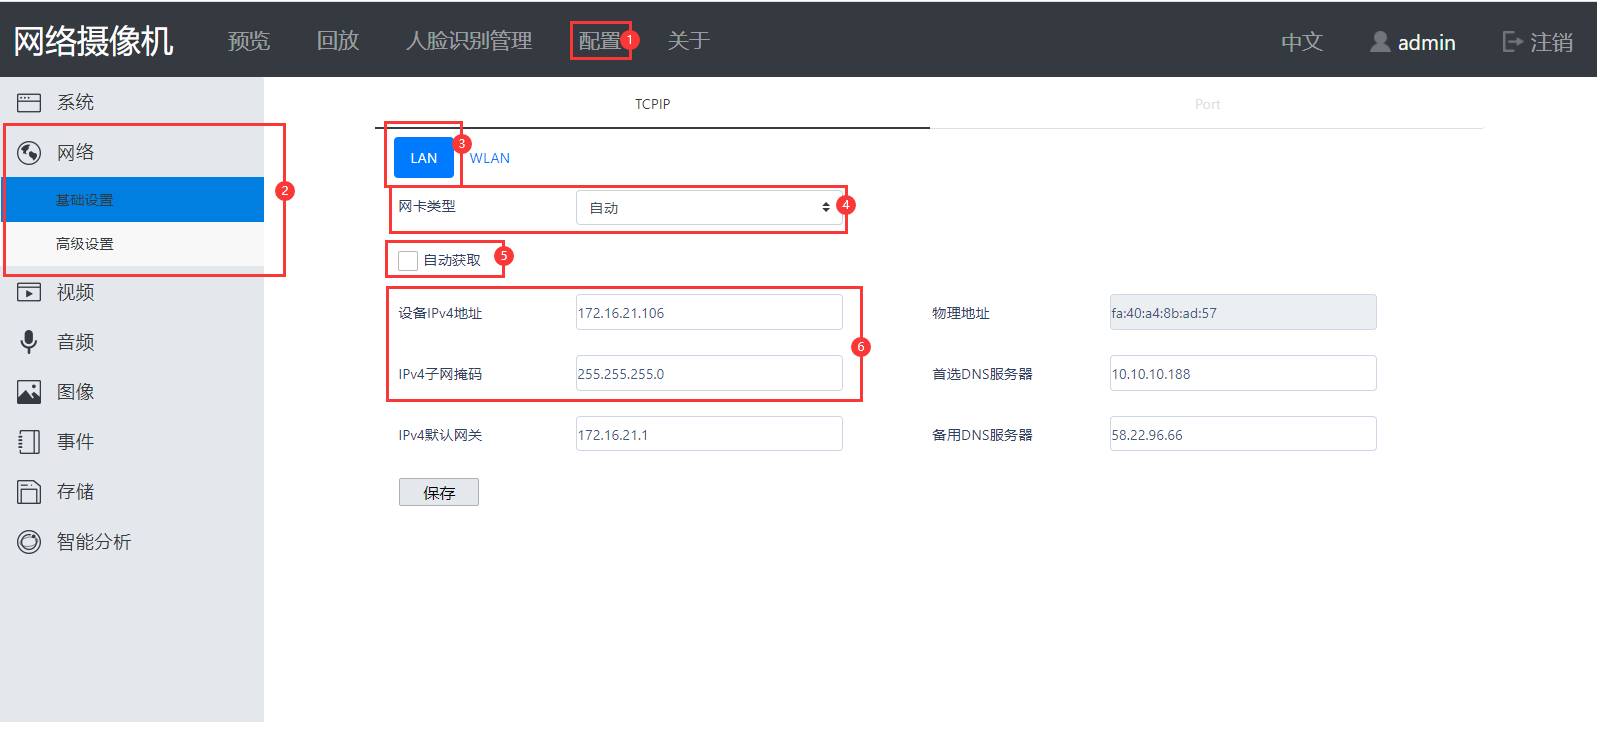 网络摄像机 预览 回放 人脸识别管理 配置 1 关于 中文 admin 注销
系统
网络
基础设置
2
高级设置
视频
音频
图像
事件
存储
智能分析
TCPIP Port
LAN 3 WLAN
网卡类型 自动 4
自动获取 5
设备IPv4地址 172.16.21.106 物理地址 fa:40:a4:8b:ad:57
6
IPv4子网掩码 255.255.255.0 首选DNS服务器 10.10.10.188
IPv4默认网关 172.16.21.1 备用DNS服务器 58.22.96.66
保存